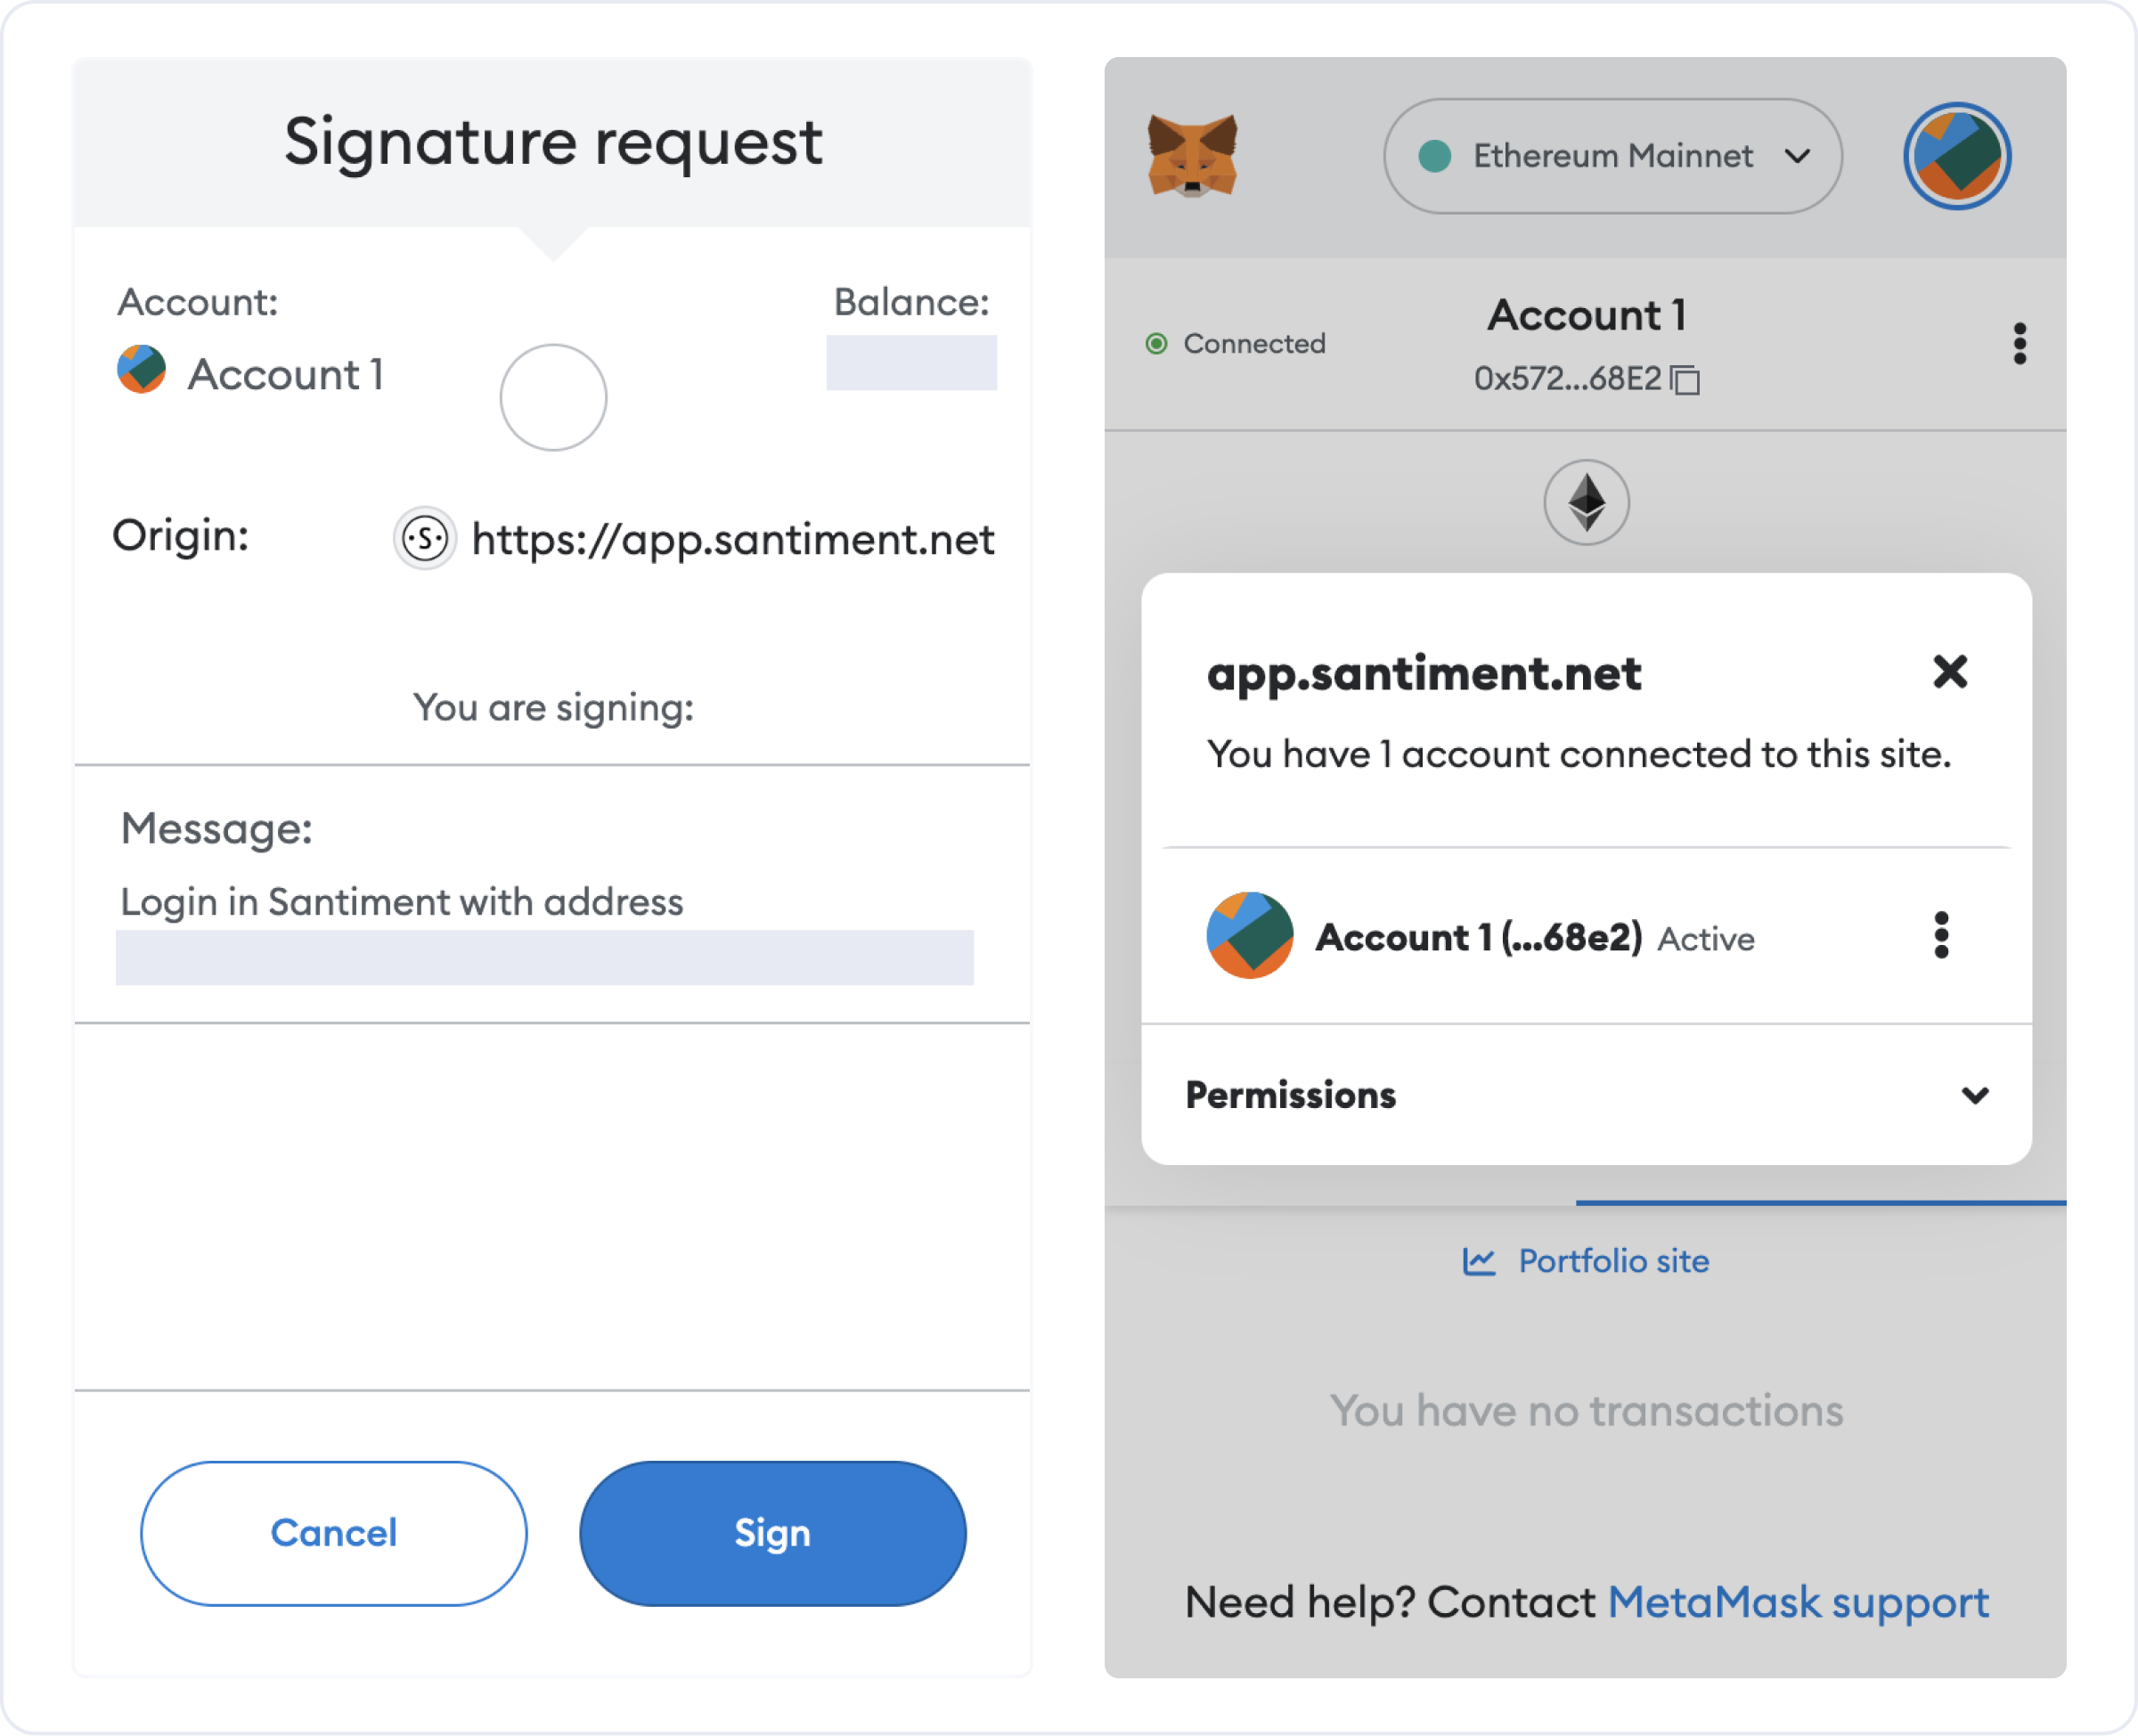 Signature request
Account:
Balance:
Account 1
Origin:
·S· https://app.santiment.net
You are signing:
Message:
Login in Santiment with address
Cancel
Sign
Ethereum Mainnet
Connected
Account 1
0x572...68E2
app.santiment.net
You have 1 account connected to this site.
Account 1 (...68e2) Active
Permissions
Portfolio site
You have no transactions
Need help? Contact MetaMask support